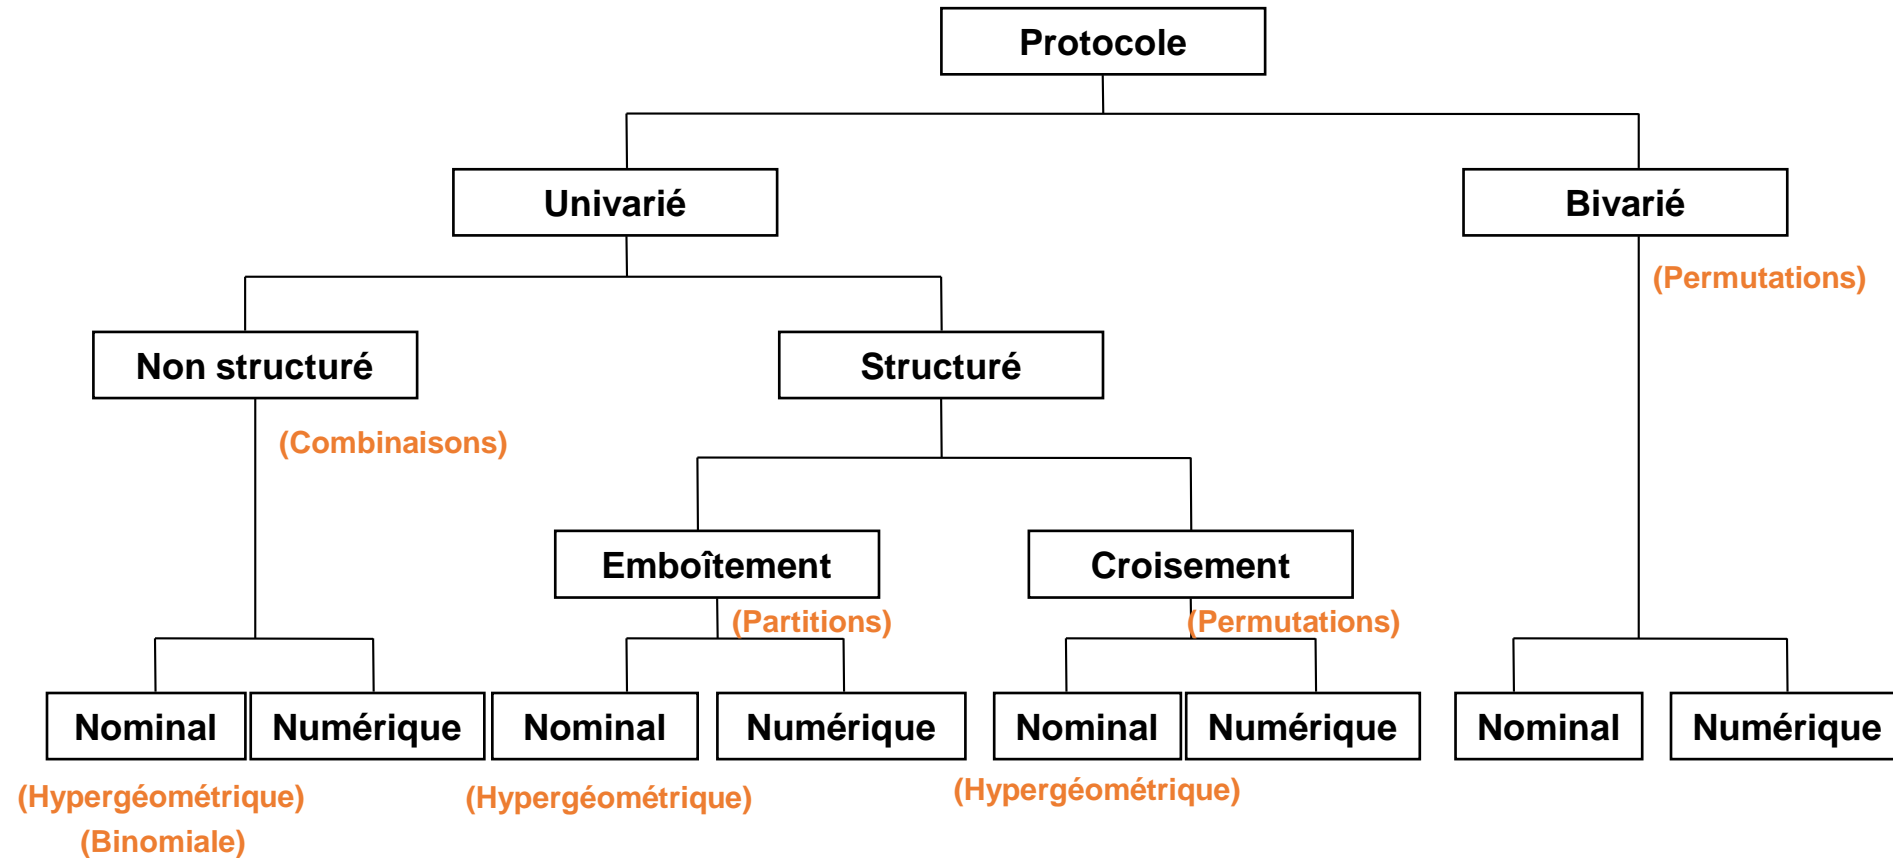 Protocole
Univarié
Bivarié
(Permutations)
Non structuré
Structuré
(Combinaisons)
Emboîtement
Croisement
(Partitions)
(Permutations)
Nominal
Numérique
Nominal
Numérique
Nominal
Numérique
Nominal
Numérique
(Hypergéométrique)
(Hypergéométrique)
(Hypergéométrique)
(Binomiale)